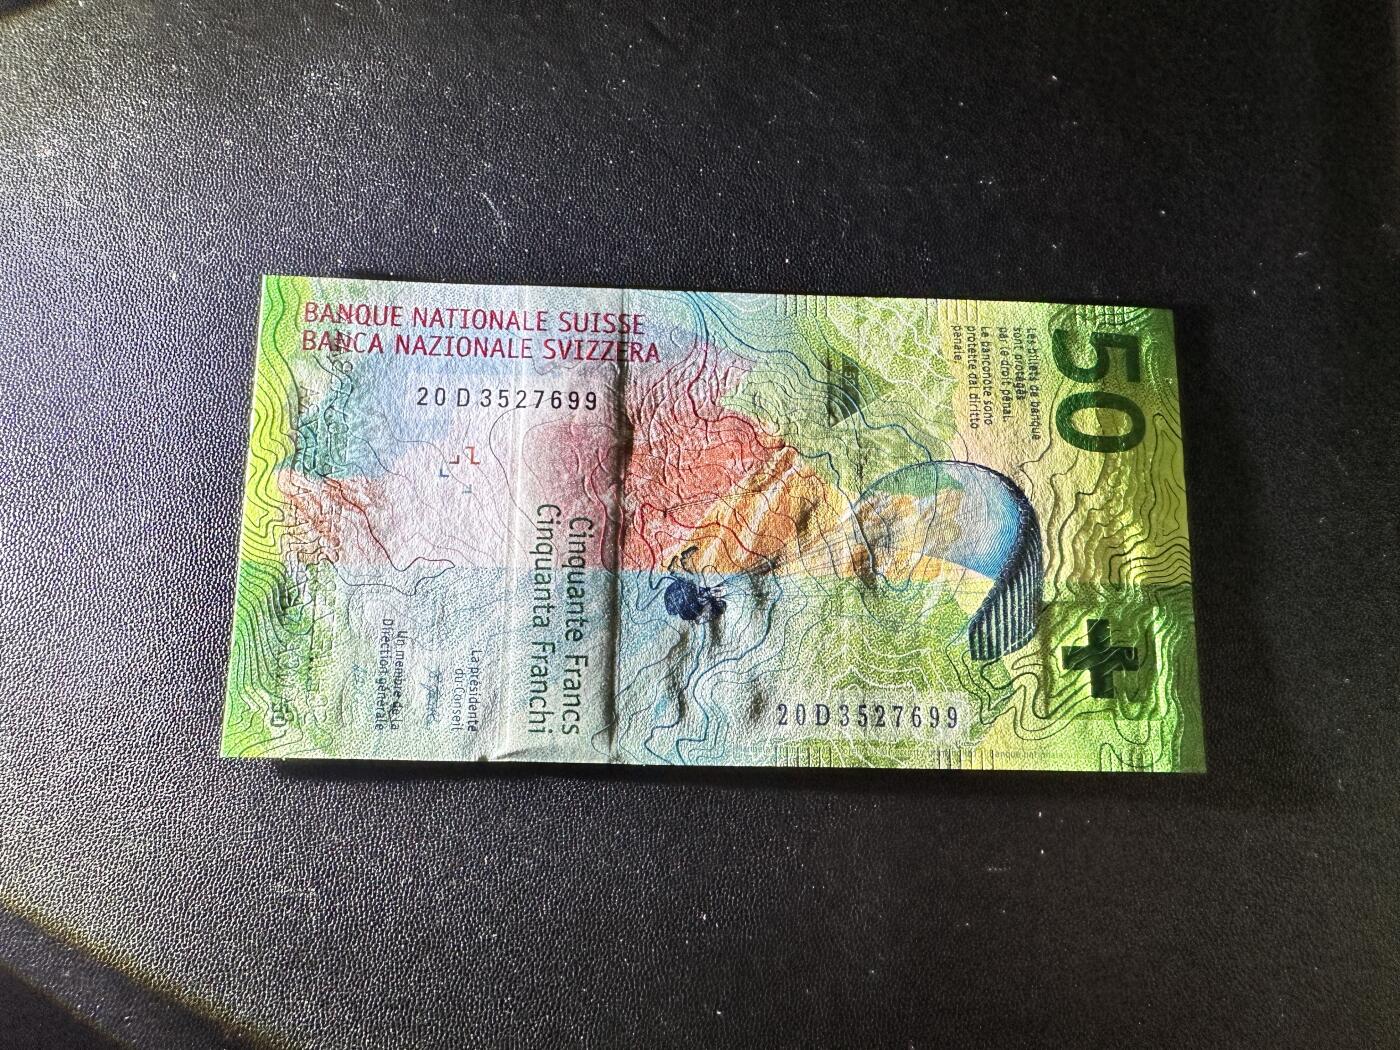 BANQUE NATIONALE SUISSE
BANCA NAZIONALE SVIZZERA
20D3527699
50
Les billets de banque
sont protégés
par le droit pénal.
Le banconote sono
protette dal diritto
penale.
Cinquante Francs
Cinquanta Franchi
La présidente
du Conseil
Un membre de la
Direction générale
20D3527699